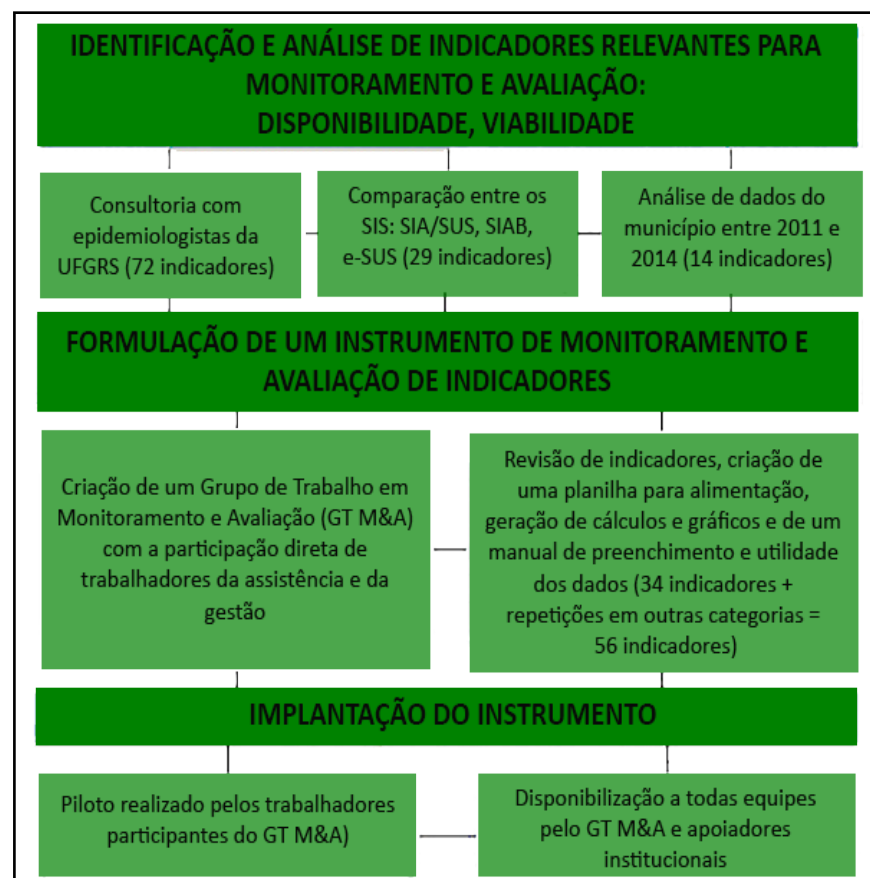 IDENTIFICAÇÃO E ANÁLISE DE INDICADORES RELEVANTES PARA
MONITORAMENTO E AVALIAÇÃO:
DISPONIBILIDADE, VIABILIDADE
Consultoria com
epidemiologistas da
UFGRS (72 indicadores)
Comparação entre os
SIS: SIA/SUS, SIAB,
e-SUS (29 indicadores)
Análise de dados do
município entre 2011 e
2014 (14 indicadores)
FORMULAÇÃO DE UM INSTRUMENTO DE MONITORAMENTO E
AVALIAÇÃO DE INDICADORES
Criação de um Grupo de Trabalho em
Monitoramento e Avaliação (GT M&A)
com a participação direta de
trabalhadores da assistência e da
gestão
Revisão de indicadores, criação de
uma planilha para alimentação,
geração de cálculos e gráficos e de um
manual de preenchimento e utilidade
dos dados (34 indicadores +
repetições em outras categorias =
56 indicadores)
IMPLANTAÇÃO DO INSTRUMENTO
Piloto realizado pelos trabalhadores
participantes do GT M&A)
Disponibilização a todas equipes
pelo GT M&A e apoiadores
institucionais